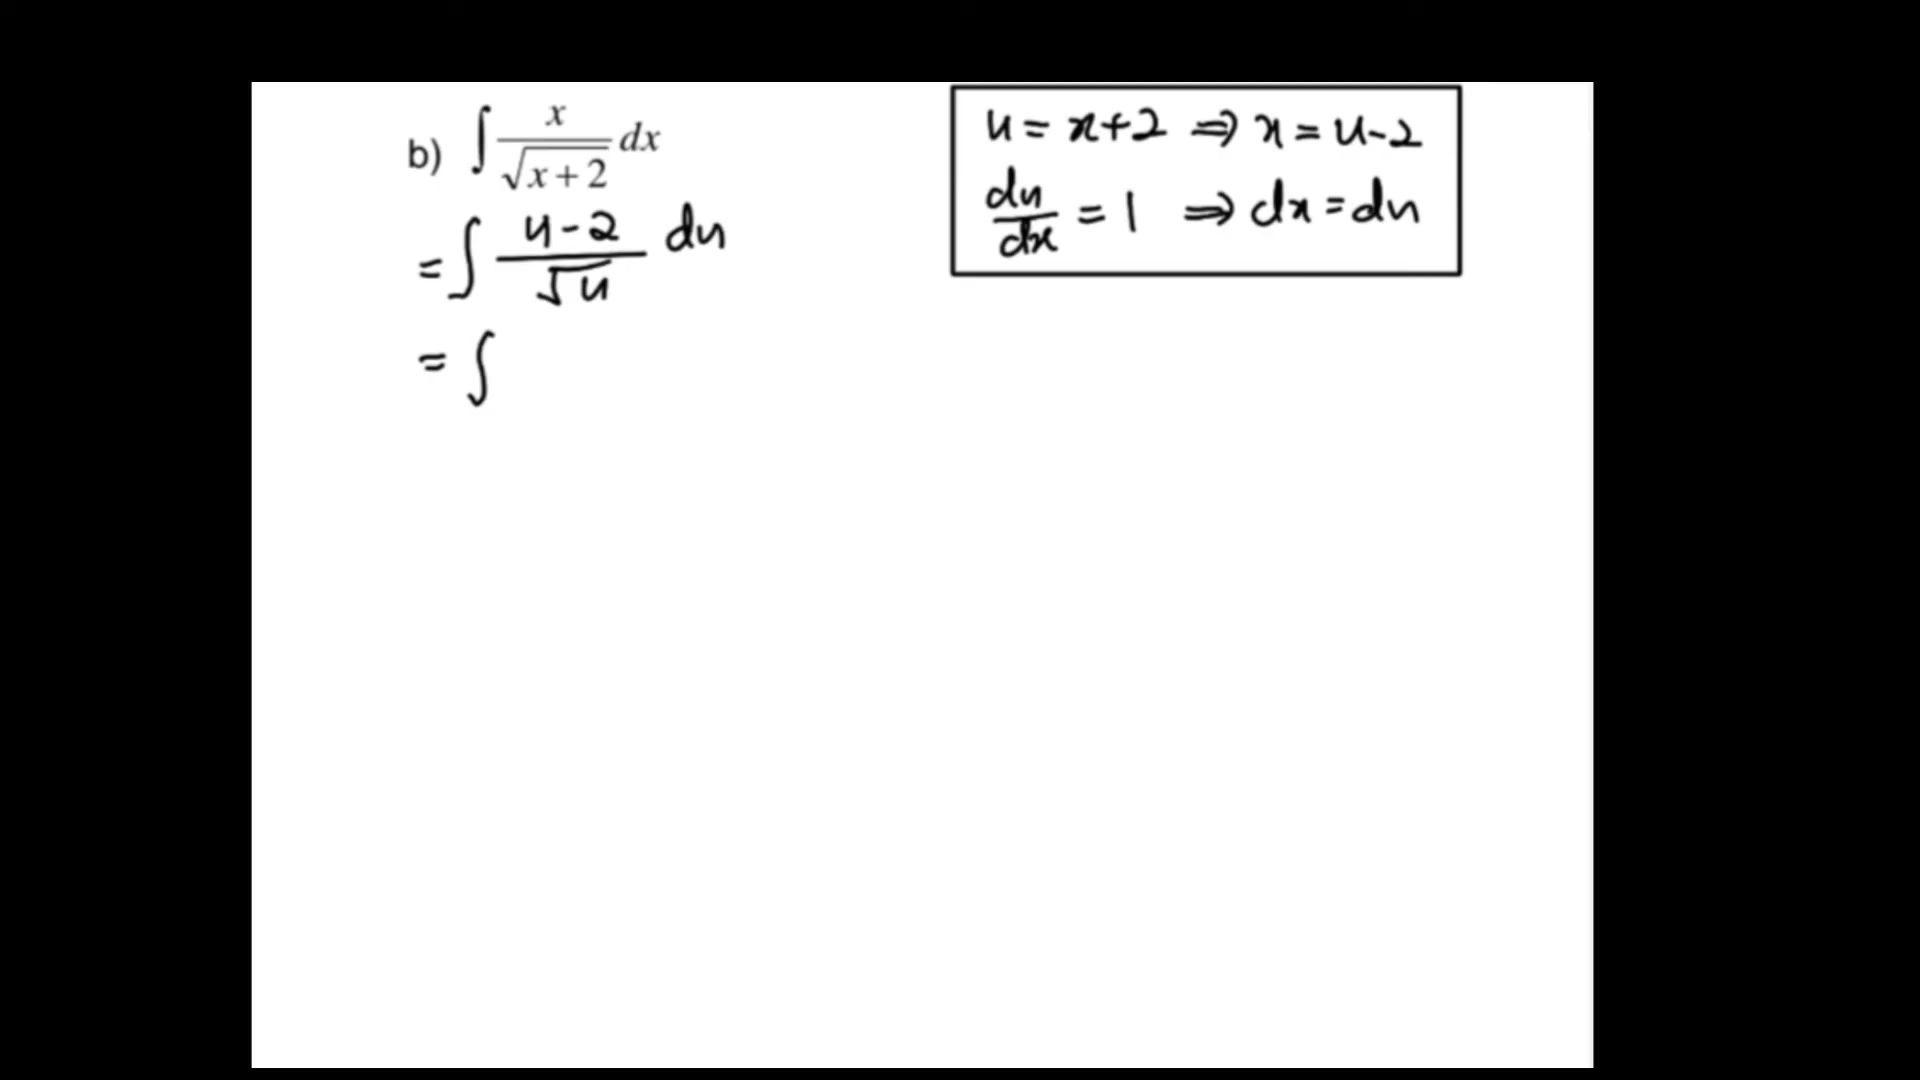 b) ∫ x/√(x+2) dx
= ∫ (u-2)/√u du
= ∫
u = x+2 ⇒ x = u-2
du/dx = 1 ⇒ dx = du